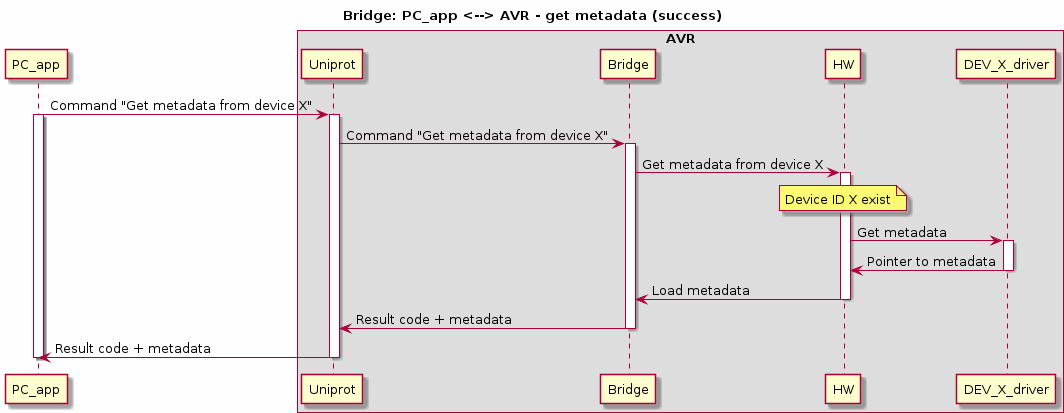 Bridge: PC_app <--> AVR - get metadata (success)
AVR
PC_app
Uniprot
Bridge
HW
DEV_X_driver
Command "Get metadata from device X"
Command "Get metadata from device X"
Get metadata from device X
Device ID X exist
Get metadata
Pointer to metadata
Load metadata
Result code + metadata
Result code + metadata
PC_app
Uniprot
Bridge
HW
DEV_X_driver